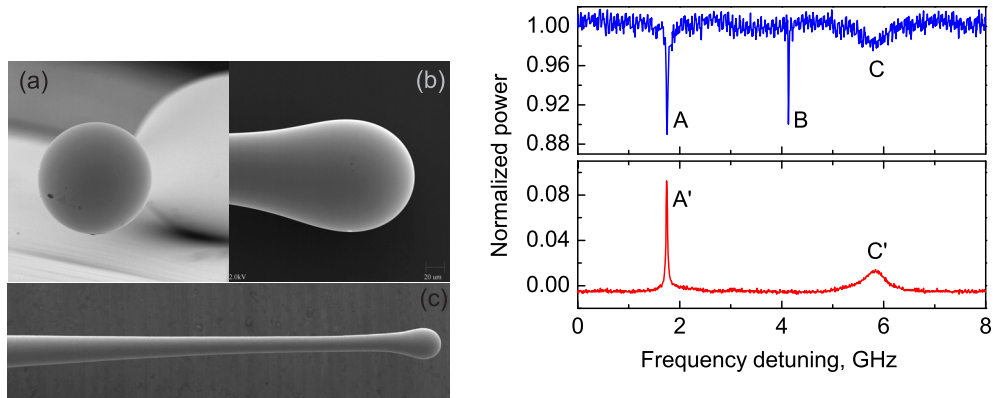 (a)
(b)
2.0kV
20 um
(c)
Normalized power
1.00
0.96
0.92
0.88
A
B
C
0.08
0.04
0.00
A'
C'
0 2 4 6 8
Frequency detuning, GHz